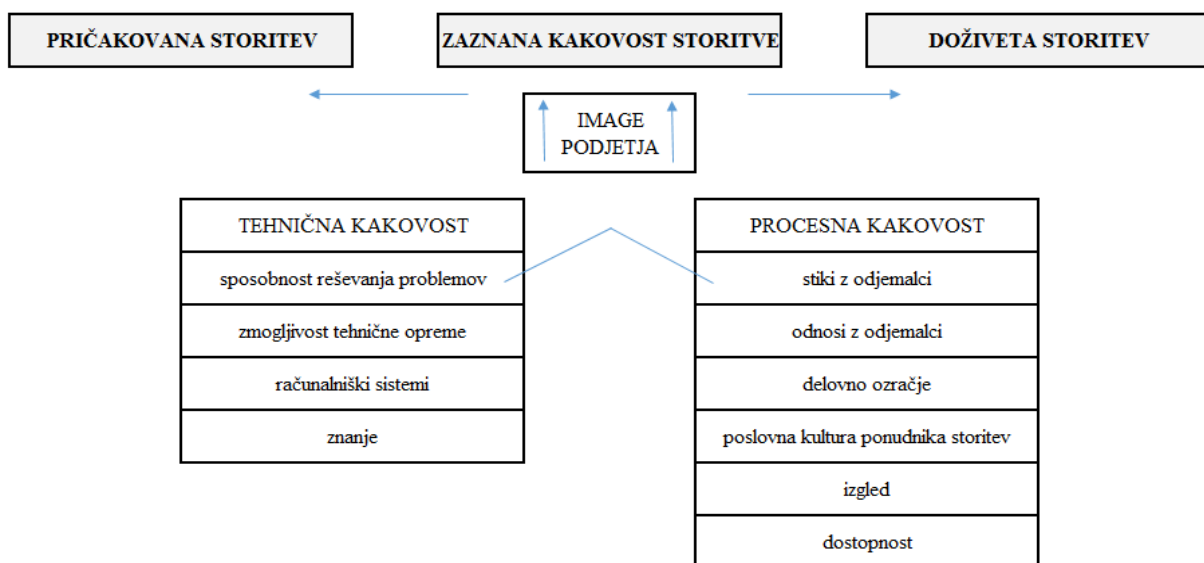 PRIČAKOVANA STORITEV
ZAZNANA KAKOVOST STORITVE
DOŽIVETA STORITEV
IMAGE
PODJETJA
TEHNIČNA KAKOVOST
sposobnost reševanja problemov
zmogljivost tehnične opreme
računalniški sistemi
znanje
PROCESNA KAKOVOST
stiki z odjemalci
odnosi z odjemalci
delovno ozračje
poslovna kultura ponudnika storitev
izgled
dostopnost